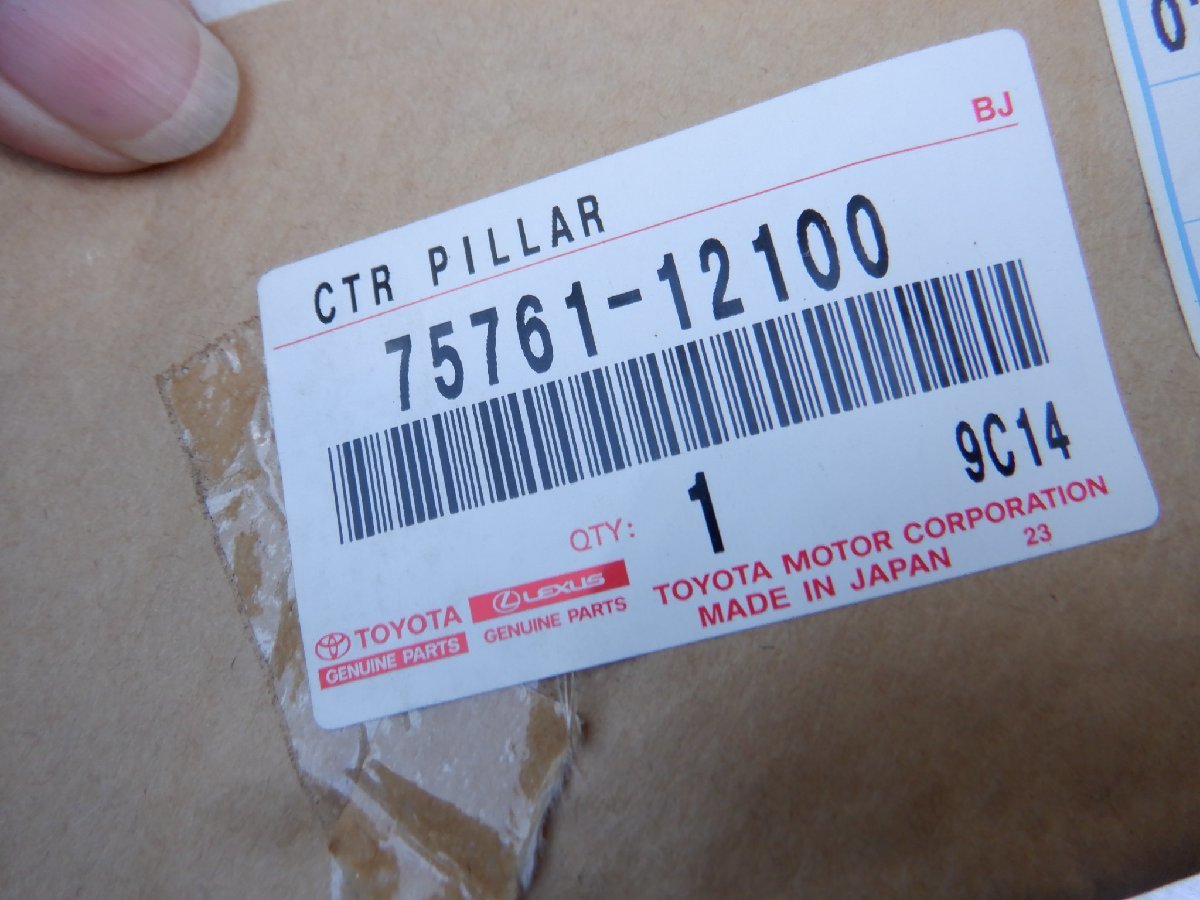 BJ
CTR PILLAR
75761-12100
QTY: 1
9C14
TOYOTA
GENUINE PARTS
LEXUS
GENUINE PARTS
TOYOTA MOTOR CORPORATION
MADE IN JAPAN
23